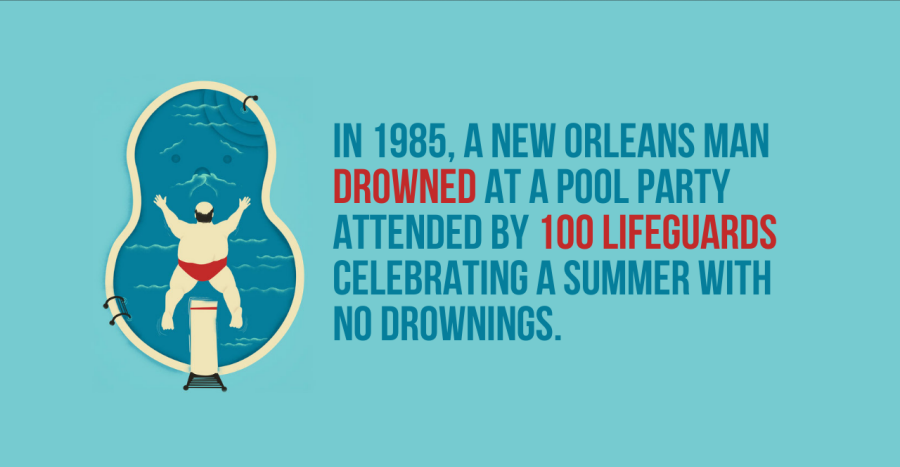 IN 1985, A NEW ORLEANS MAN
DROWNED AT A POOL PARTY
ATTENDED BY 100 LIFEGUARDS
CELEBRATING A SUMMER WITH
NO DROWNINGS.